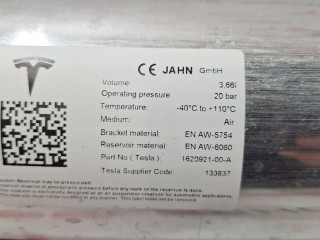 CE JAHN GmbH
Volume: 3,66l
Operating pressure: 20 bar
Temperature: -40°C to +110°C
Medium: Air
Bracket material: EN AW-5754
Reservoir material: EN AW-6060
Part No ( Tesla ): 1620921-00-A
Tesla Supplier Code: 133837